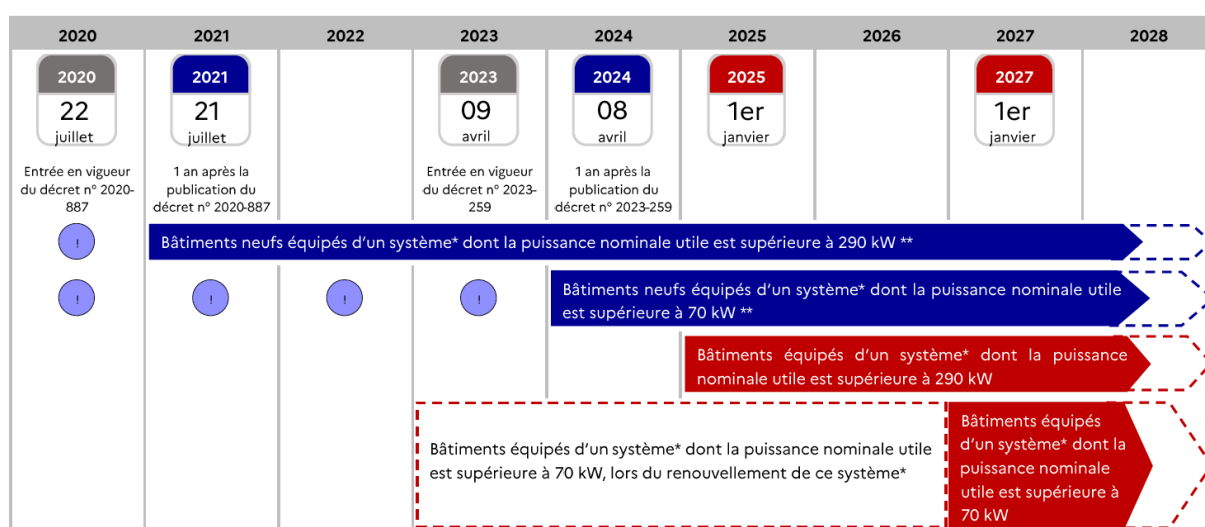 2020 2021 2022 2023 2024 2025 2026 2027 2028
2020 2021 2023 2024 2025 2027
22 21 09 08 1er 1er
juillet juillet avril avril janvier janvier
Entrée en vigueur
du décret n° 2020-
887
1 an après la
publication du
décret n° 2020-887
Entrée en vigueur
du décret n° 2023-
259
1 an après la
publication du
décret n° 2023-259
!
Bâtiments neufs équipés d’un système* dont la puissance nominale utile est supérieure à 290 kW **
! ! ! !
Bâtiments neufs équipés d’un système* dont la puissance nominale utile
est supérieure à 70 kW **
Bâtiments équipés d’un système* dont la puissance
nominale utile est supérieure à 290 kW
Bâtiments équipés d’un système* dont la puissance nominale utile
est supérieure à 70 kW, lors du renouvellement de ce système*
Bâtiments équipés
d’un système* dont la
puissance nominale
utile est supérieure à
70 kW